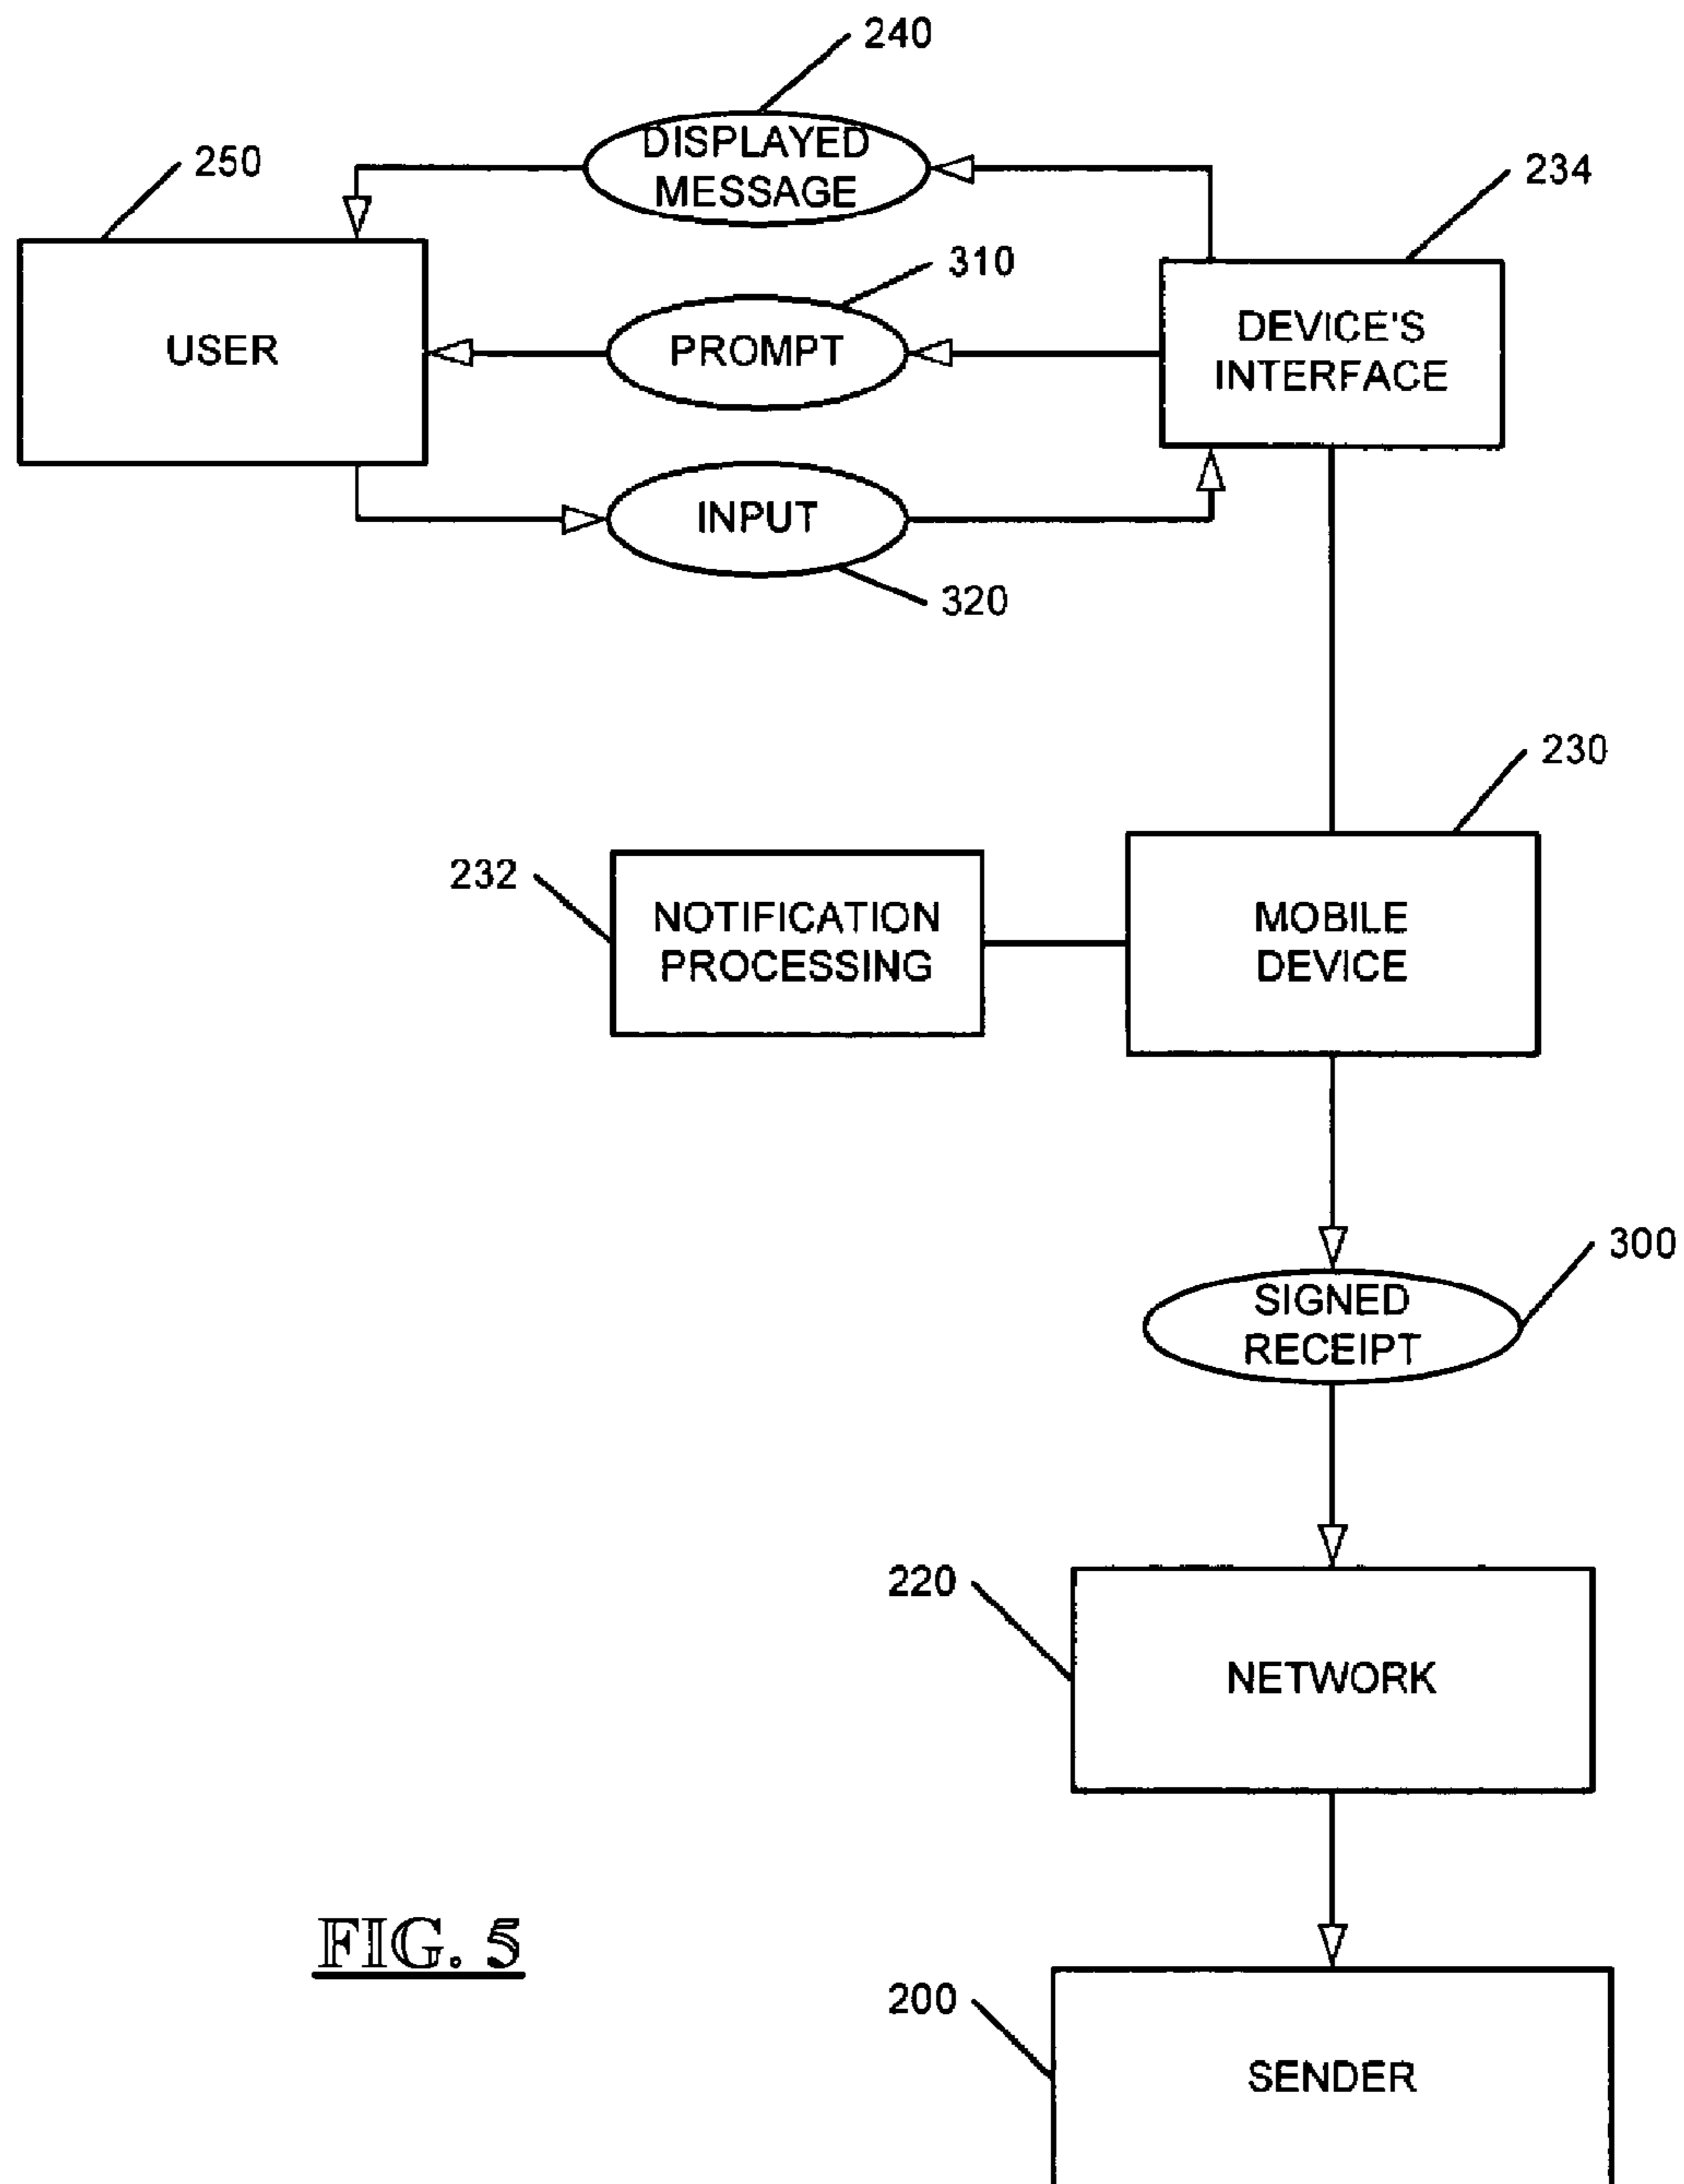 240
DISPLAYED
MESSAGE
250
234
310
USER
PROMPT
DEVICE'S
INTERFACE
INPUT
320
230
232
NOTIFICATION
PROCESSING
MOBILE
DEVICE
300
SIGNED
RECEIPT
220
NETWORK
FIG. 5
200
SENDER